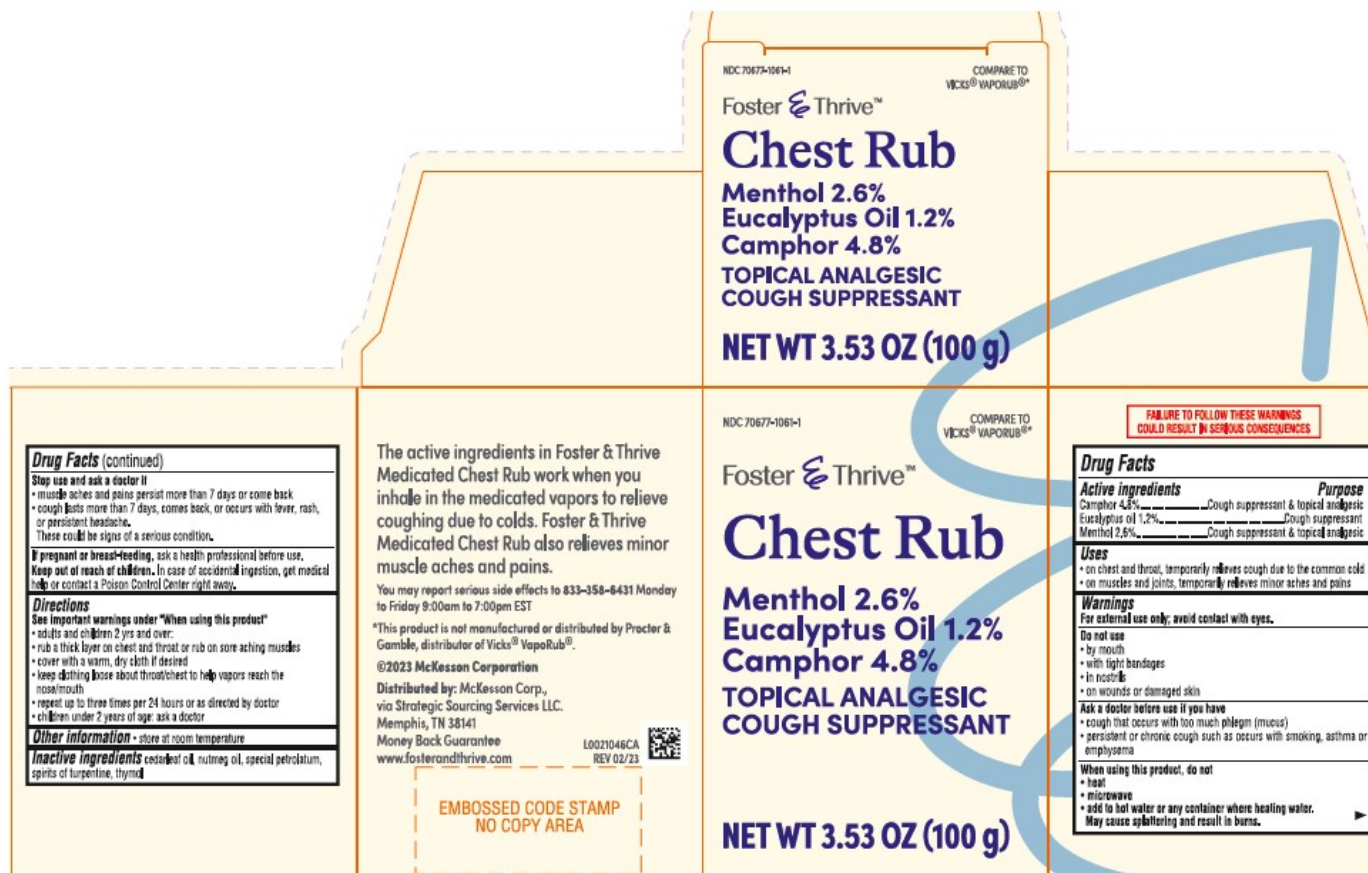 NDC 70677-1061-1
COMPARE TO
VICKS® VAPORUB®*
Foster & Thrive™
Chest Rub
Menthol 2.6%
Eucalyptus Oil 1.2%
Camphor 4.8%
TOPICAL ANALGESIC
COUGH SUPPRESSANT
NET WT 3.53 OZ (100 g)
Drug Facts (continued)
Stop use and ask a doctor if
• muscle aches and pains persist more than 7 days or come back
• cough lasts more than 7 days, comes back, or occurs with fever, rash,
or persistent headache.
These could be signs of a serious condition.
If pregnant or breast-feeding, ask a health professional before use.
Keep out of reach of children. In case of accidental ingestion, get medical
help or contact a Poison Control Center right away.
Directions
See important warnings under "When using this product"
• adults and children 2 yrs and over:
• rub a thick layer on chest and throat or rub on sore aching muscles
• cover with a warm, dry cloth if desired
• keep clothing loose about throat/chest to help vapors reach the
nose/mouth
• repeat up to three times per 24 hours or as directed by doctor
• children under 2 years of age: ask a doctor
Other information • store at room temperature
Inactive ingredients cedarleaf oil, nutmeg oil, special petrolatum,
spirits of turpentine, thymol
The active ingredients in Foster & Thrive
Medicated Chest Rub work when you
inhale in the medicated vapors to relieve
coughing due to colds. Foster & Thrive
Medicated Chest Rub also relieves minor
muscle aches and pains.
You may report serious side effects to 833-358-6431 Monday
to Friday 9:00am to 7:00pm EST
*This product is not manufactured or distributed by Procter &
Gamble, distributor of Vicks® VapoRub®.
©2023 McKesson Corporation
Distributed by: McKesson Corp.,
via Strategic Sourcing Services LLC.
Memphis, TN 38141
Money Back Guarantee
www.fosterandthrive.com
L0021046CA
REV 02/23
EMBOSSED CODE STAMP
NO COPY AREA
NDC 70677-1061-1
COMPARE TO
VICKS® VAPORUB®*
Foster & Thrive™
Chest Rub
Menthol 2.6%
Eucalyptus Oil 1.2%
Camphor 4.8%
TOPICAL ANALGESIC
COUGH SUPPRESSANT
NET WT 3.53 OZ (100 g)
FAILURE TO FOLLOW THESE WARNINGS
COULD RESULT IN SERIOUS CONSEQUENCES
Drug Facts
Active ingredients Purpose
Camphor 4.8% Cough suppressant & topical analgesic
Eucalyptus oil 1.2% Cough suppressant
Menthol 2.6% Cough suppressant & topical analgesic
Uses
• on chest and throat, temporarily relieves cough due to the common cold
• on muscles and joints, temporarily relieves minor aches and pains
Warnings
For external use only; avoid contact with eyes.
Do not use
• by mouth
• with tight bandages
• in nostrils
• on wounds or damaged skin
Ask a doctor before use if you have
• cough that occurs with too much phlegm (mucus)
• persistent or chronic cough such as occurs with smoking, asthma or
emphysema
When using this product, do not
• heat
• microwave
• add to hot water or any container where heating water.
May cause splattering and result in burns.